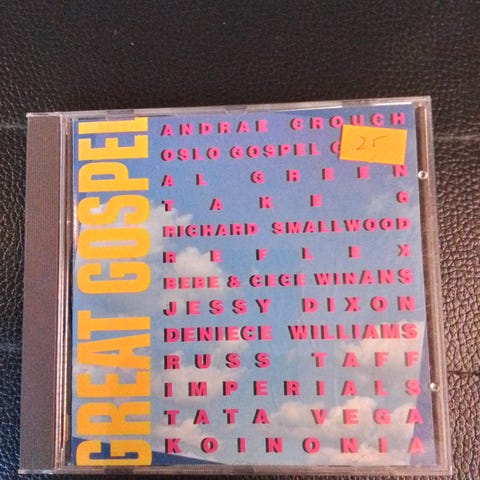 GREAT GOSPEL
ANDRAE CROUCH
OSLO GOSPEL C
25
AL GREEN
TAKE 6
RICHARD SMALLWOOD
REFLEX
BEBE & CECE WINANS
JESSY DIXON
DENIECE WILLIAMS
RUSS TAFF
IMPERIALS
TATA VEGA
KOINONIA